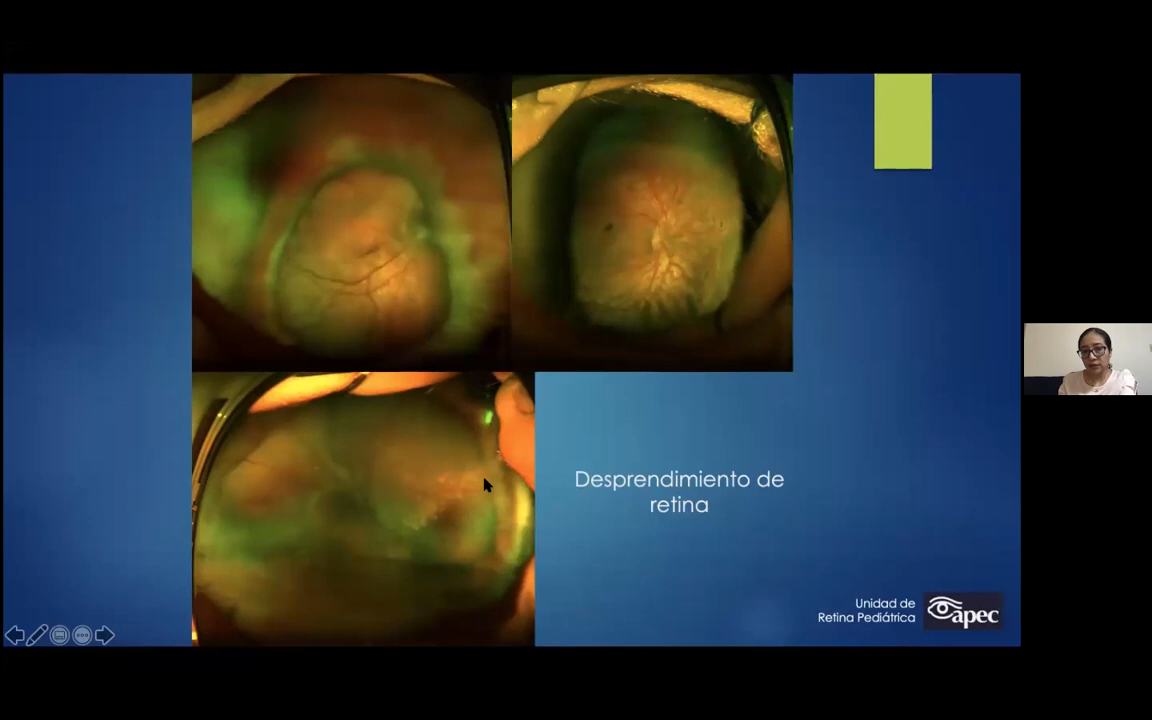 Desprendimiento de
retina
Unidad de
Retina Pediátrica
apec